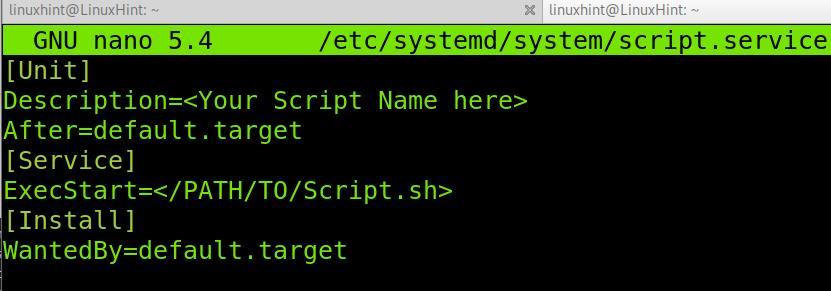 linuxhint@LinuxHint: ~ linuxhint@LinuxHint: ~
GNU nano 5.4 /etc/systemd/system/script.service
[Unit]
Description=<Your Script Name here>
After=default.target
[Service]
ExecStart=</PATH/TO/Script.sh>
[Install]
WantedBy=default.target